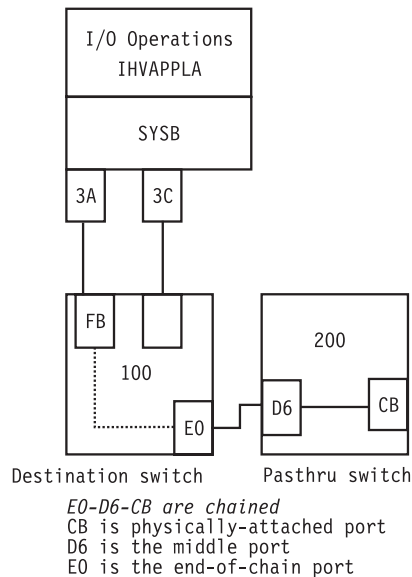 I/O Operations
IHVAPPLA
SYSB
3A
3C
FB
100
E0
200
D6
CB
Destination switch
Pasthru switch
E0-D6-CB are chained
CB is physically-attached port
D6 is the middle port
E0 is the end-of-chain port